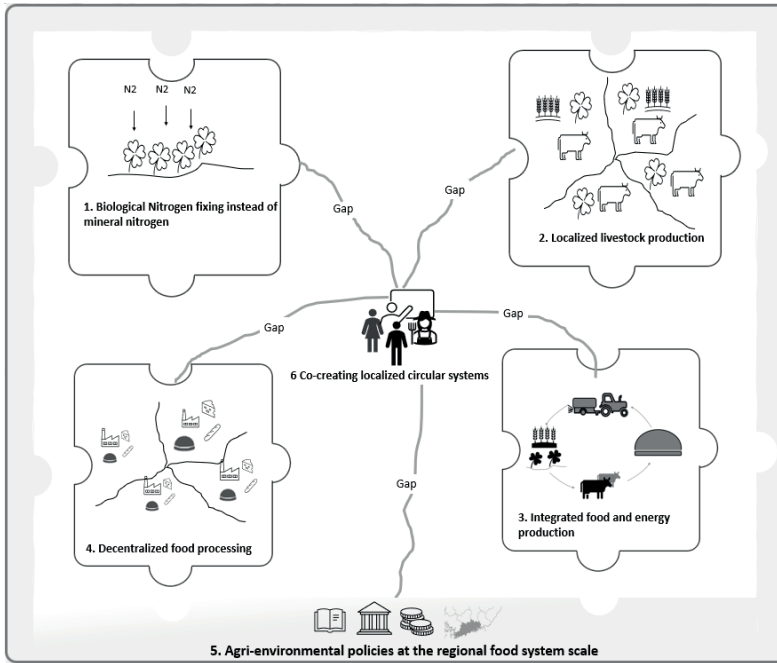 N2 N2 N2
1. Biological Nitrogen fixing instead of
mineral nitrogen
2. Localized livestock production
Gap
Gap
Gap
Gap
6 Co-creating localized circular systems
3. Integrated food and energy
production
4. Decentralized food processing
Gap
5. Agri-environmental policies at the regional food system scale